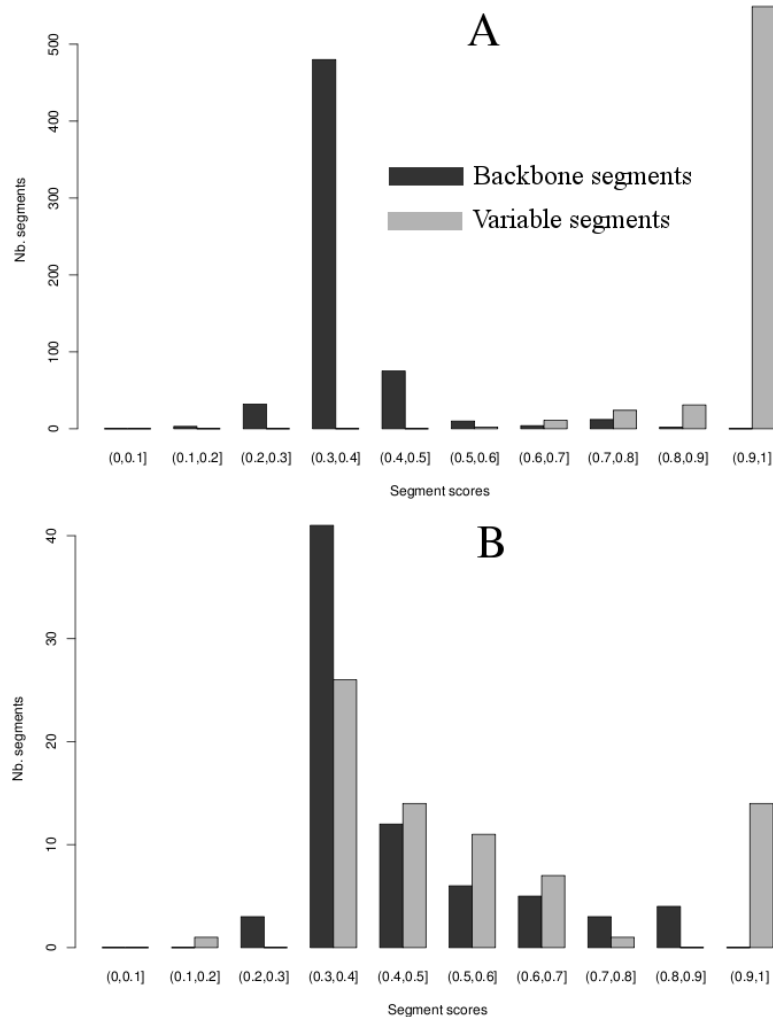 A
500
400
300
200
100
0
Nb. segments
Backbone segments
Variable segments
(0,0.1] (0.1,0.2] (0.2,0.3] (0.3,0.4] (0.4,0.5] (0.5,0.6] (0.6,0.7] (0.7,0.8] (0.8,0.9] (0.9,1]
Segment scores
B
40
30
20
10
0
Nb. segments
(0,0.1] (0.1,0.2] (0.2,0.3] (0.3,0.4] (0.4,0.5] (0.5,0.6] (0.6,0.7] (0.7,0.8] (0.8,0.9] (0.9,1]
Segment scores